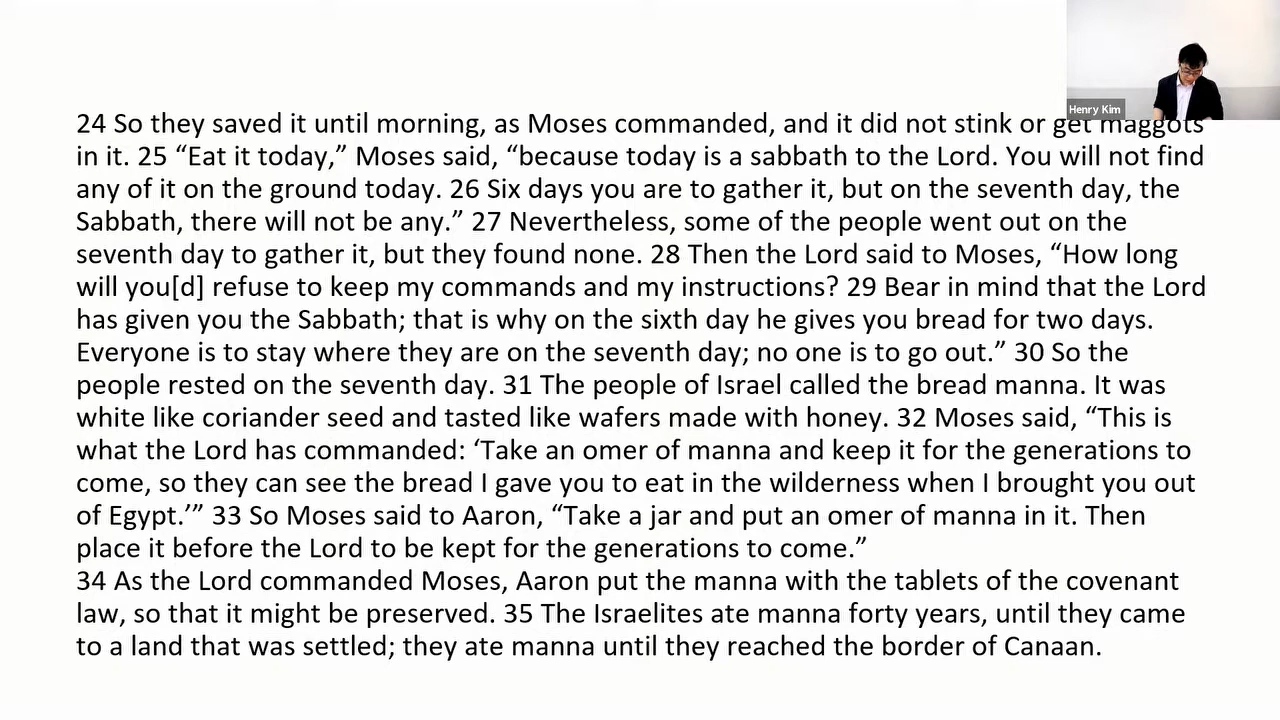 Henry Kim
24 So they saved it until morning, as Moses commanded, and it did not stink or get maggots
in it. 25 “Eat it today,” Moses said, “because today is a sabbath to the Lord. You will not find
any of it on the ground today. 26 Six days you are to gather it, but on the seventh day, the
Sabbath, there will not be any.” 27 Nevertheless, some of the people went out on the
seventh day to gather it, but they found none. 28 Then the Lord said to Moses, “How long
will you[d] refuse to keep my commands and my instructions? 29 Bear in mind that the Lord
has given you the Sabbath; that is why on the sixth day he gives you bread for two days.
Everyone is to stay where they are on the seventh day; no one is to go out.” 30 So the
people rested on the seventh day. 31 The people of Israel called the bread manna. It was
white like coriander seed and tasted like wafers made with honey. 32 Moses said, “This is
what the Lord has commanded: ‘Take an omer of manna and keep it for the generations to
come, so they can see the bread I gave you to eat in the wilderness when I brought you out
of Egypt.’” 33 So Moses said to Aaron, “Take a jar and put an omer of manna in it. Then
place it before the Lord to be kept for the generations to come.”
34 As the Lord commanded Moses, Aaron put the manna with the tablets of the covenant
law, so that it might be preserved. 35 The Israelites ate manna forty years, until they came
to a land that was settled; they ate manna until they reached the border of Canaan.